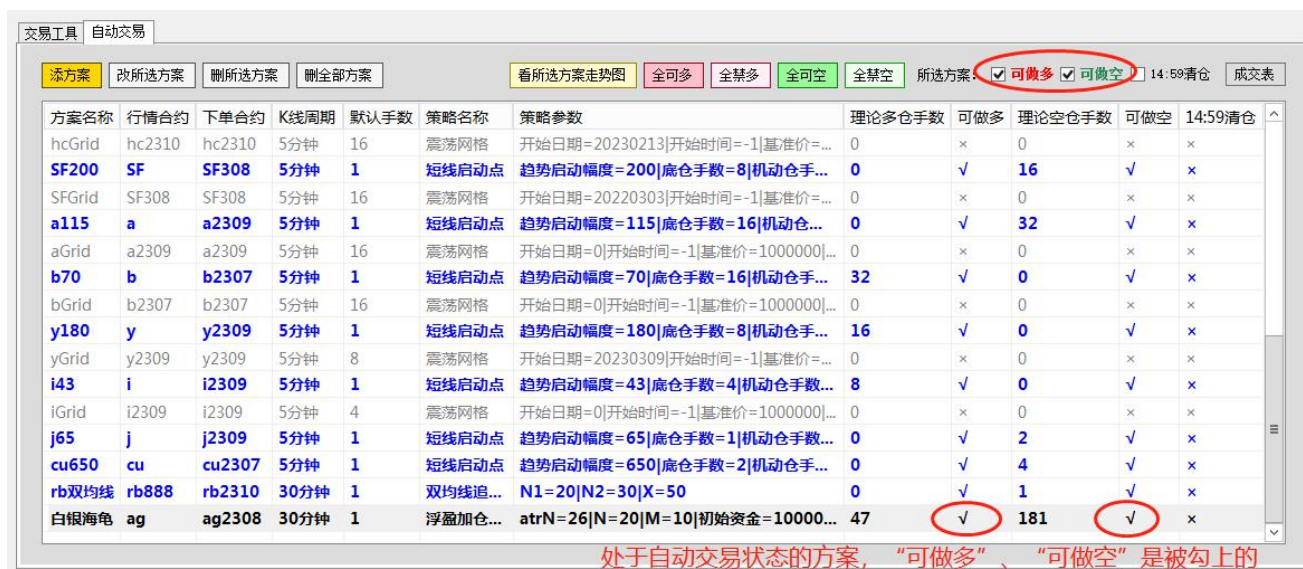 交易工具 自动交易
添方案 改所选方案 删所选方案 删全部方案 看所选方案走势图 全可多 全禁多 全可空 全禁空 所选方案: 可做多 可做空 14:59清仓 成交表
方案名称 行情合约 下单合约 K线周期 默认手数 策略名称 策略参数 理论多仓手数 可做多 理论空仓手数 可做空 14:59清仓
hcGrid hc2310 hc2310 5分钟 16 震荡网格 开始日期=20230213|开始时间=-1|基准价=... 0 × 0 × ×
SF200 SF SF308 5分钟 1 短线启动点 趋势启动幅度=200|底仓手数=8|机动仓手... 0 √ 16 √ ×
SFGrid SF308 SF308 5分钟 16 震荡网格 开始日期=20220303|开始时间=-1|基准价=... 0 × 0 × ×
a115 a a2309 5分钟 1 短线启动点 趋势启动幅度=115|底仓手数=16|机动仓... 0 √ 32 √ ×
aGrid a2309 a2309 5分钟 16 震荡网格 开始日期=0|开始时间=-1|基准价=1000000|... 0 × 0 × ×
b70 b b2307 5分钟 1 短线启动点 趋势启动幅度=70|底仓手数=16|机动仓手... 32 √ 0 √ ×
bGrid b2307 b2307 5分钟 16 震荡网格 开始日期=0|开始时间=-1|基准价=1000000|... 0 × 0 × ×
y180 y y2309 5分钟 1 短线启动点 趋势启动幅度=180|底仓手数=8|机动仓手... 16 √ 0 √ ×
yGrid y2309 y2309 5分钟 8 震荡网格 开始日期=20230309|开始时间=-1|基准价=... 0 × 0 × ×
i43 i i2309 5分钟 1 短线启动点 趋势启动幅度=43|底仓手数=4|机动仓手数... 8 √ 0 √ ×
iGrid i2309 i2309 5分钟 4 震荡网格 开始日期=0|开始时间=-1|基准价=1000000|... 0 × 0 × ×
j65 j j2309 5分钟 1 短线启动点 趋势启动幅度=65|底仓手数=1|机动仓手数... 0 √ 2 √ ×
cu650 cu cu2307 5分钟 1 短线启动点 趋势启动幅度=650|底仓手数=2|机动仓手... 0 √ 4 √ ×
rb双均线 rb888 rb2310 30分钟 1 双均线追... N1=20|N2=30|X=50 0 √ 1 √ ×
白银海龟 ag ag2308 30分钟 1 浮盈加仓... atrN=26|N=20|M=10|初始资金=10000... 47 √ 181 √ ×
处于自动交易状态的方案，“可做多”、“可做空”是被勾上的